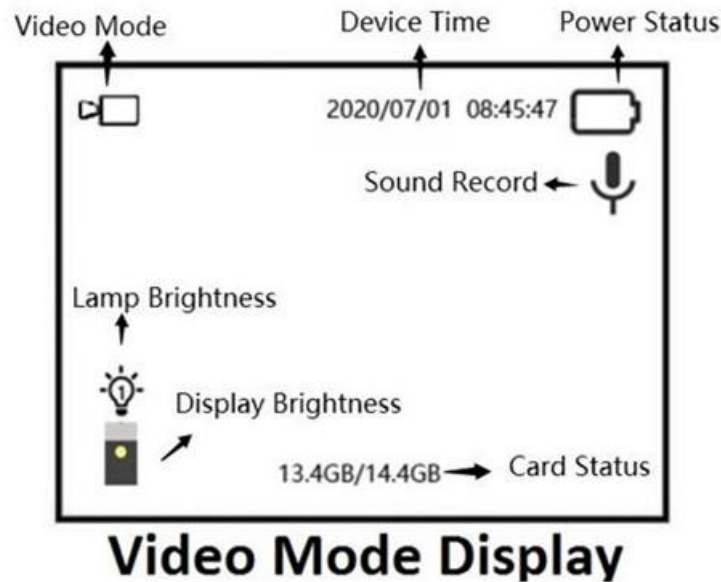 Video Mode
Device Time
Power Status
2020/07/01 08:45:47
Sound Record
Lamp Brightness
1
Display Brightness
13.4GB/14.4GB
Card Status
Video Mode Display